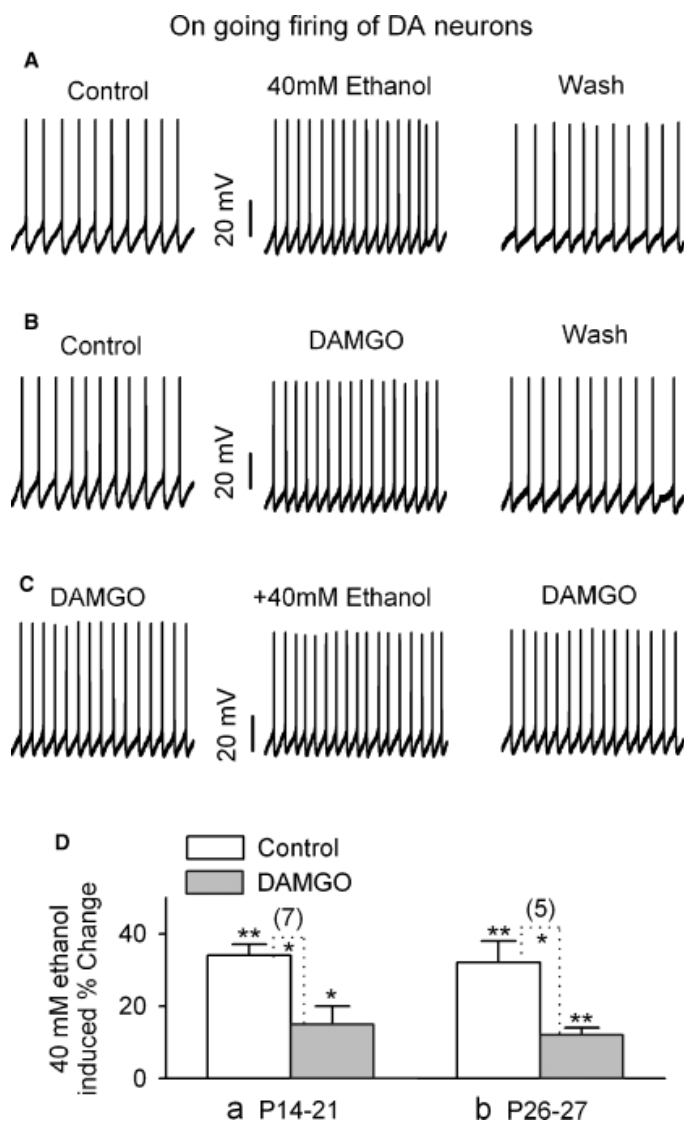 On going firing of DA neurons
A
Control
40mM Ethanol
Wash
20 mV
B
Control
DAMGO
Wash
20 mV
C
DAMGO
+40mM Ethanol
DAMGO
20 mV
D
Control
DAMGO
40 mM ethanol
induced % Change
40
20
0
** * (7) *
** * (5) **
a P14-21
b P26-27